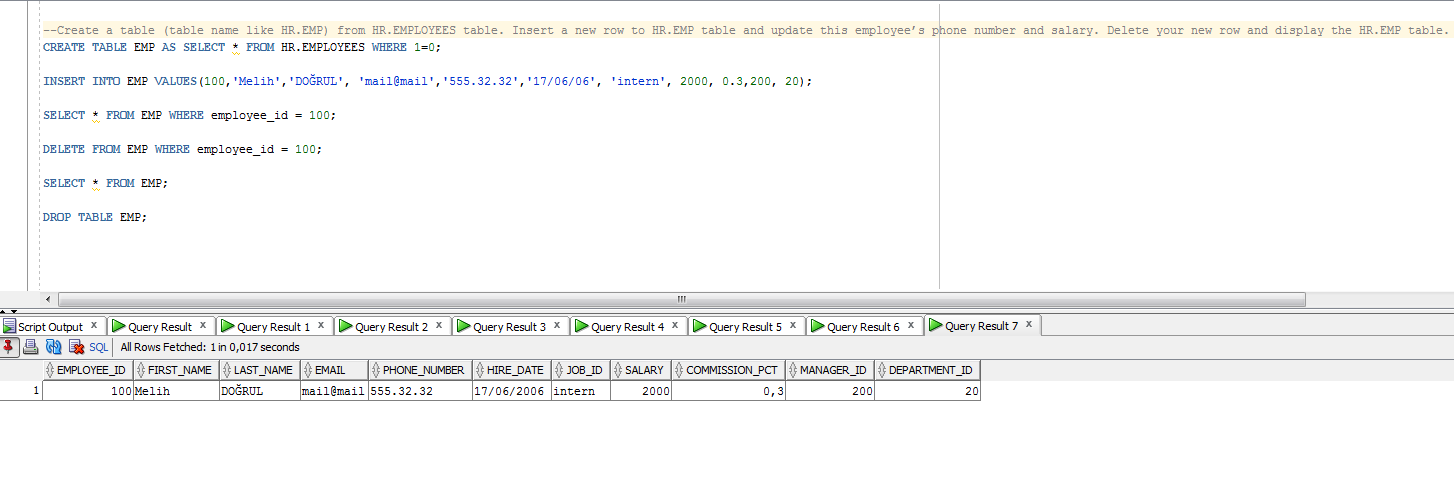 --Create a table (table name like HR.EMP) from HR.EMPLOYEES table. Insert a new row to HR.EMP table and update this employee’s phone number and salary. Delete your new row and display the HR.EMP table.
CREATE TABLE EMP AS SELECT * FROM HR.EMPLOYEES WHERE 1=0;
INSERT INTO EMP VALUES(100,'Melih','DOĞRUL', 'mail@mail','555.32.32','17/06/06', 'intern', 2000, 0.3,200, 20);
SELECT * FROM EMP WHERE employee_id = 100;
DELETE FROM EMP WHERE employee_id = 100;
SELECT * FROM EMP;
DROP TABLE EMP;
Script Output x Query Result x Query Result 1 x Query Result 2 x Query Result 3 x Query Result 4 x Query Result 5 x Query Result 6 x Query Result 7 x
SQL All Rows Fetched: 1 in 0,017 seconds
EMPLOYEE_ID FIRST_NAME LAST_NAME EMAIL PHONE_NUMBER HIRE_DATE JOB_ID SALARY COMMISSION_PCT MANAGER_ID DEPARTMENT_ID
1 100 Melih DOĞRUL mail@mail 555.32.32 17/06/2006 intern 2000 0,3 200 20